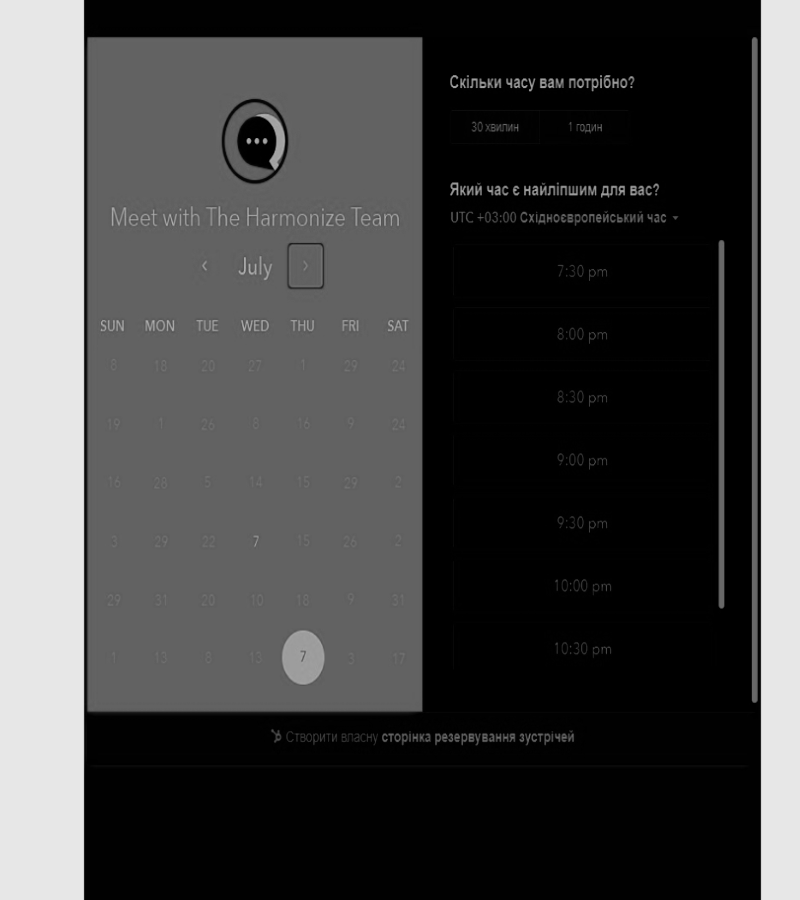 Meet with The Harmonize Team
July
SUN MON TUE WED THU FRI SAT
8 18 20 27 1 29 24
19 1 26 8 16 9 24
16 28 5 14 15 29 2
3 29 22 7 15 26 2
29 31 20 10 18 9 31
1 13 8 13 7 3 17
Скільки часу вам потрібно?
30 хвилин 1 годин
Який час є найліпшим для вас?
UTC +03:00 Східноєвропейський час
7:30 pm
8:00 pm
8:30 pm
9:00 pm
9:30 pm
10:00 pm
10:30 pm
Створити власну сторінка резервування зустрічей